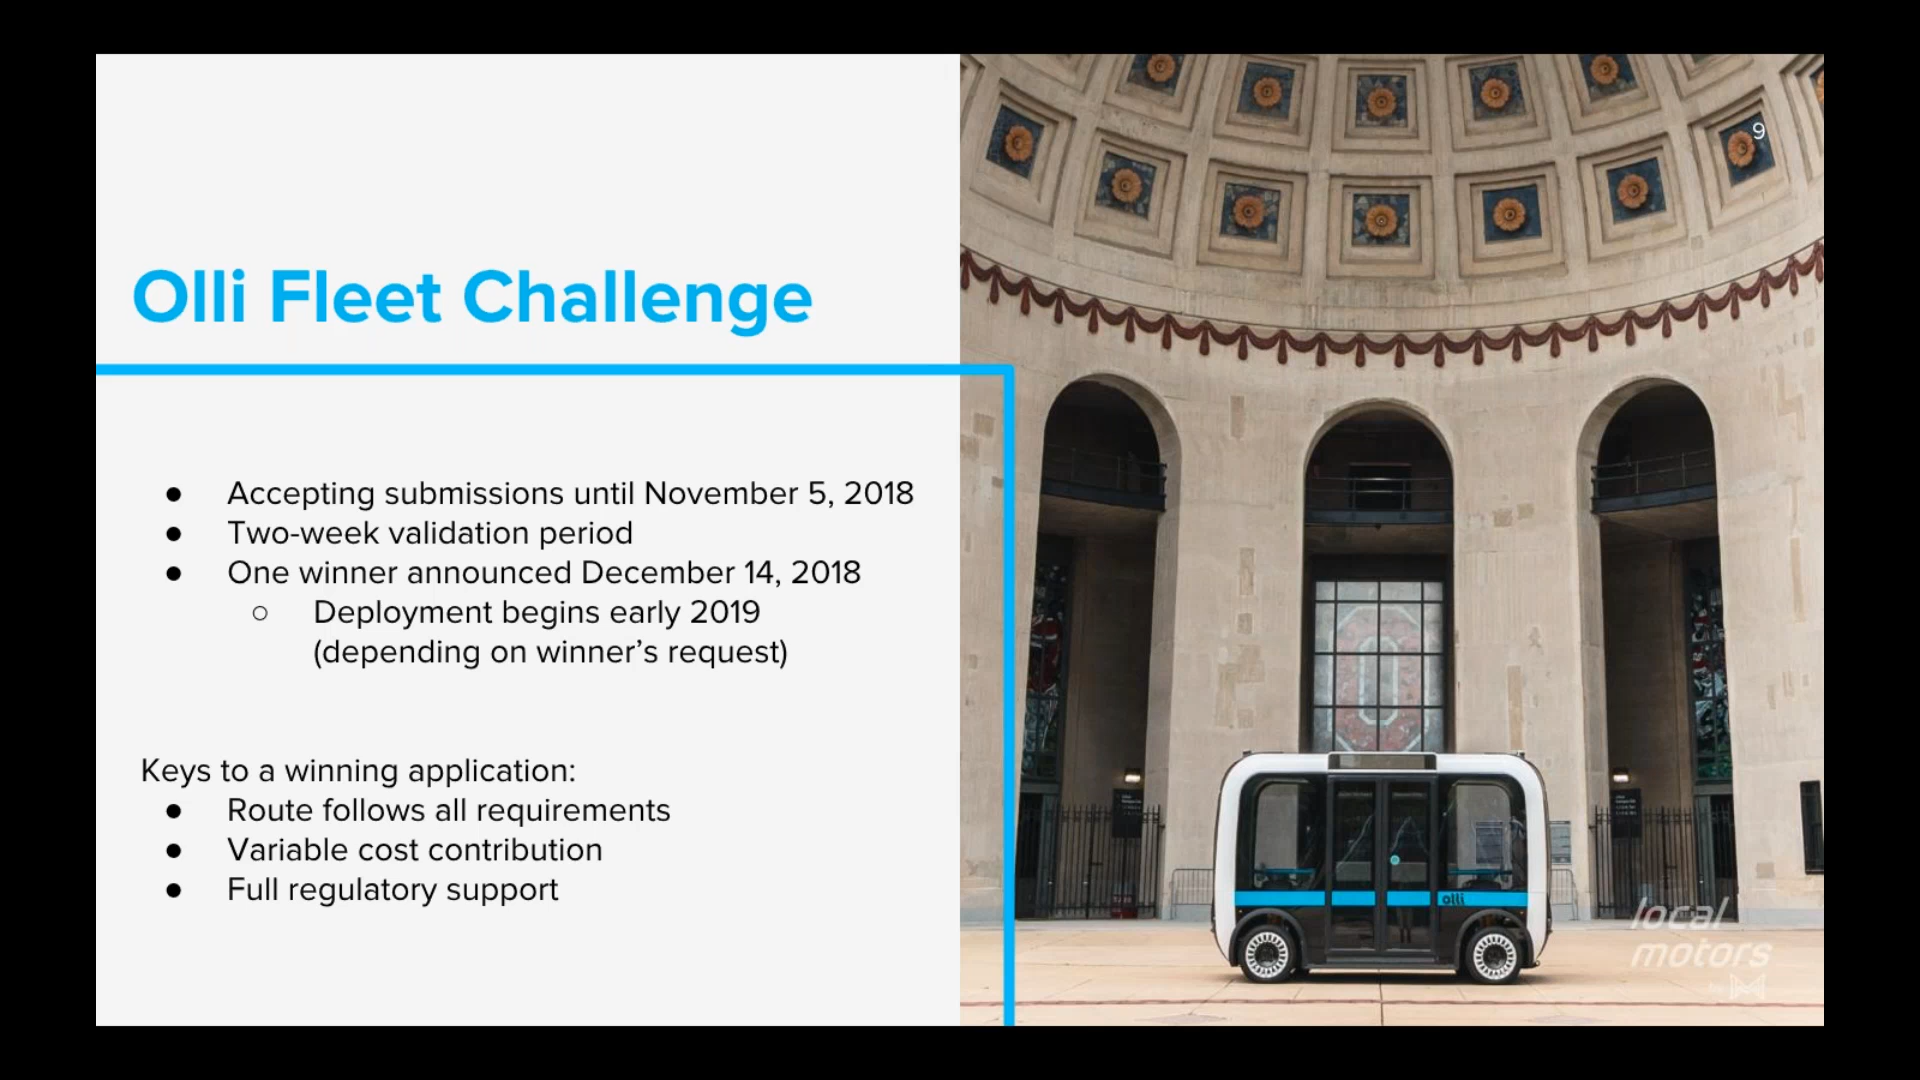 9
Olli Fleet Challenge
● Accepting submissions until November 5, 2018
● Two-week validation period
● One winner announced December 14, 2018
○ Deployment begins early 2019
(depending on winner’s request)
Keys to a winning application:
● Route follows all requirements
● Variable cost contribution
● Full regulatory support
olli
local
motors